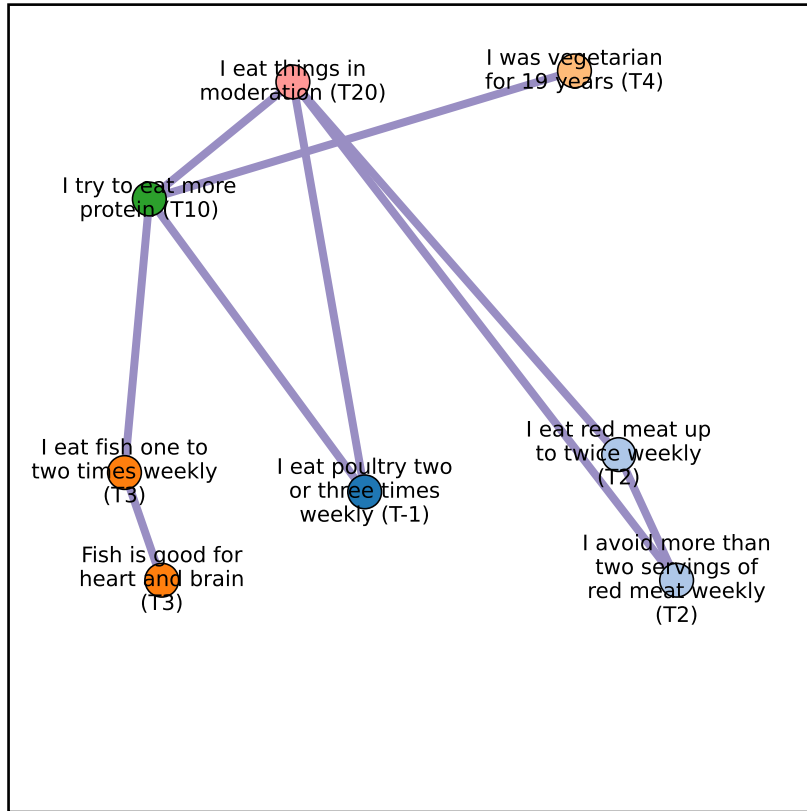 I eat things in
moderation (T20)
I was vegetarian
for 19 years (T4)
I try to eat more
protein (T10)
I eat fish one to
two times weekly
(T3)
I eat poultry two
or three times
weekly (T-1)
I eat red meat up
to twice weekly
(T2)
Fish is good for
heart and brain
(T3)
I avoid more than
two servings of
red meat weekly
(T2)